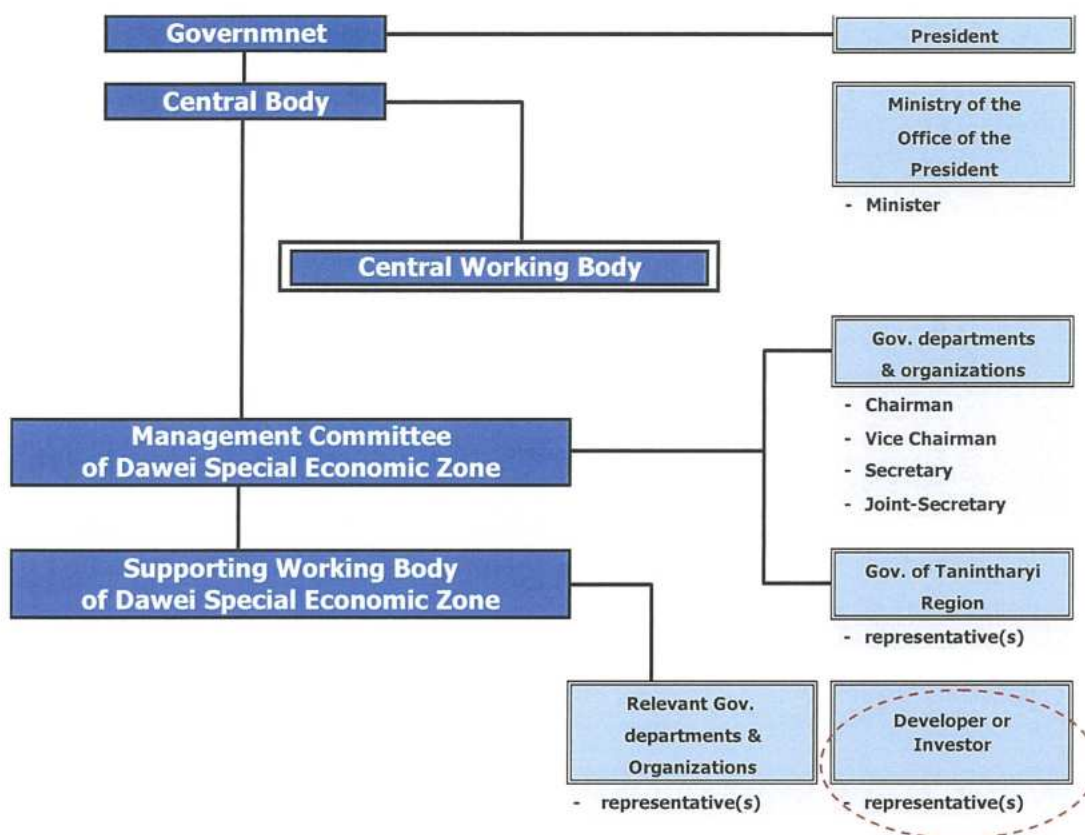 Governmnet
President
Central Body
Ministry of the
Office of the
President
- Minister
Central Working Body
Gov. departments
& organizations
- Chairman
- Vice Chairman
- Secretary
- Joint-Secretary
Management Committee
of Dawei Special Economic Zone
Supporting Working Body
of Dawei Special Economic Zone
Gov. of Tanintharyi
Region
- representative(s)
Relevant Gov.
departments &
Organizations
- representative(s)
Developer or
Investor
- representative(s)